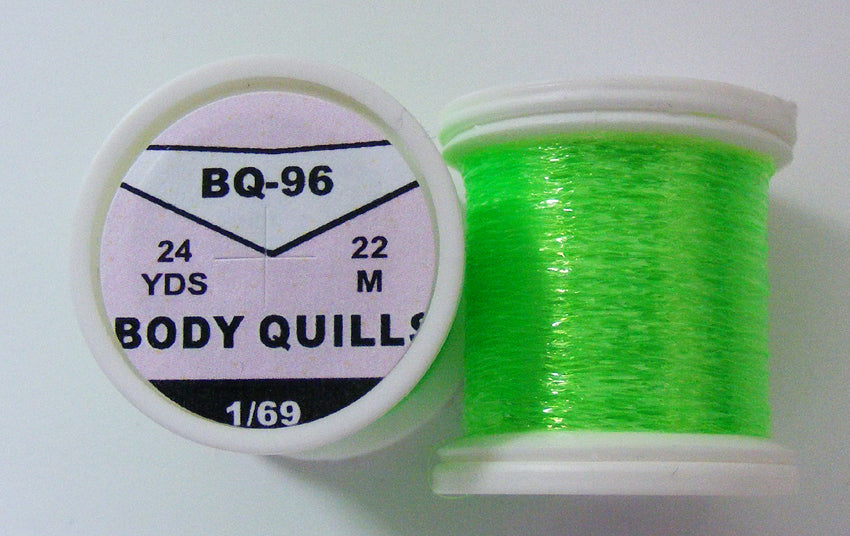 BQ-96
24 22
YDS M
BODY QUILLS
1/69